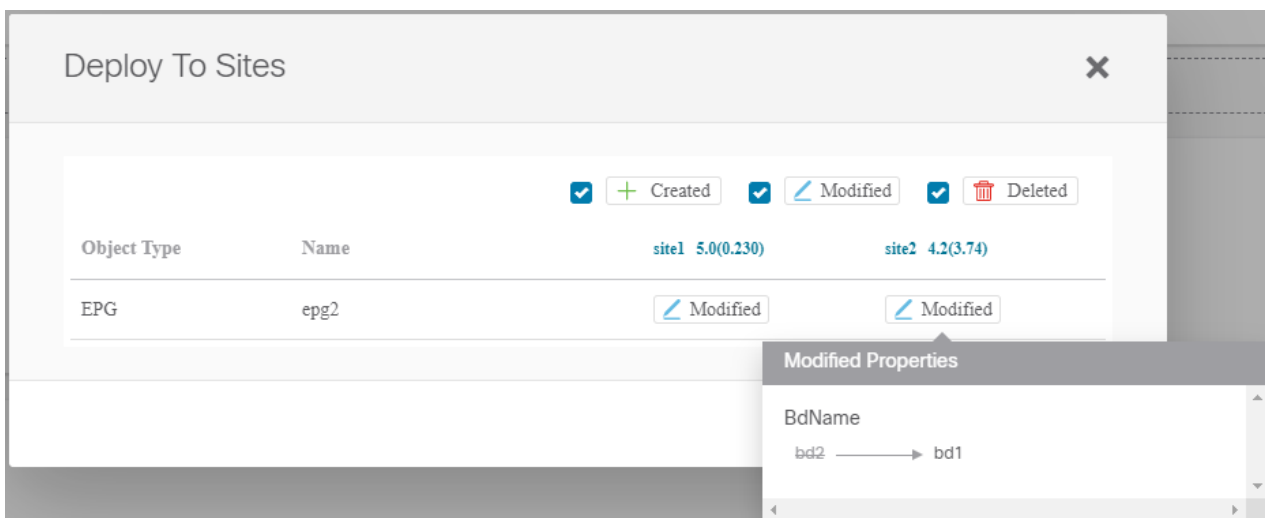 Deploy To Sites
Created Modified Deleted
Object Type Name site1 5.0(0.230) site2 4.2(3.74)
EPG epg2 Modified Modified
Modified Properties
BdName
bd2 bd1